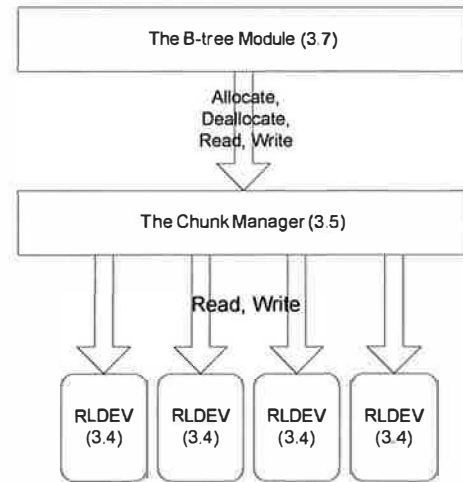 The B-tree Module (3.7)
Allocate,
Deallocate,
Read, Write
The Chunk Manager (3.5)
Read, Write
RLDEV RLDEV RLDEV RLDEV
(3.4) (3.4) (3.4) (3.4)